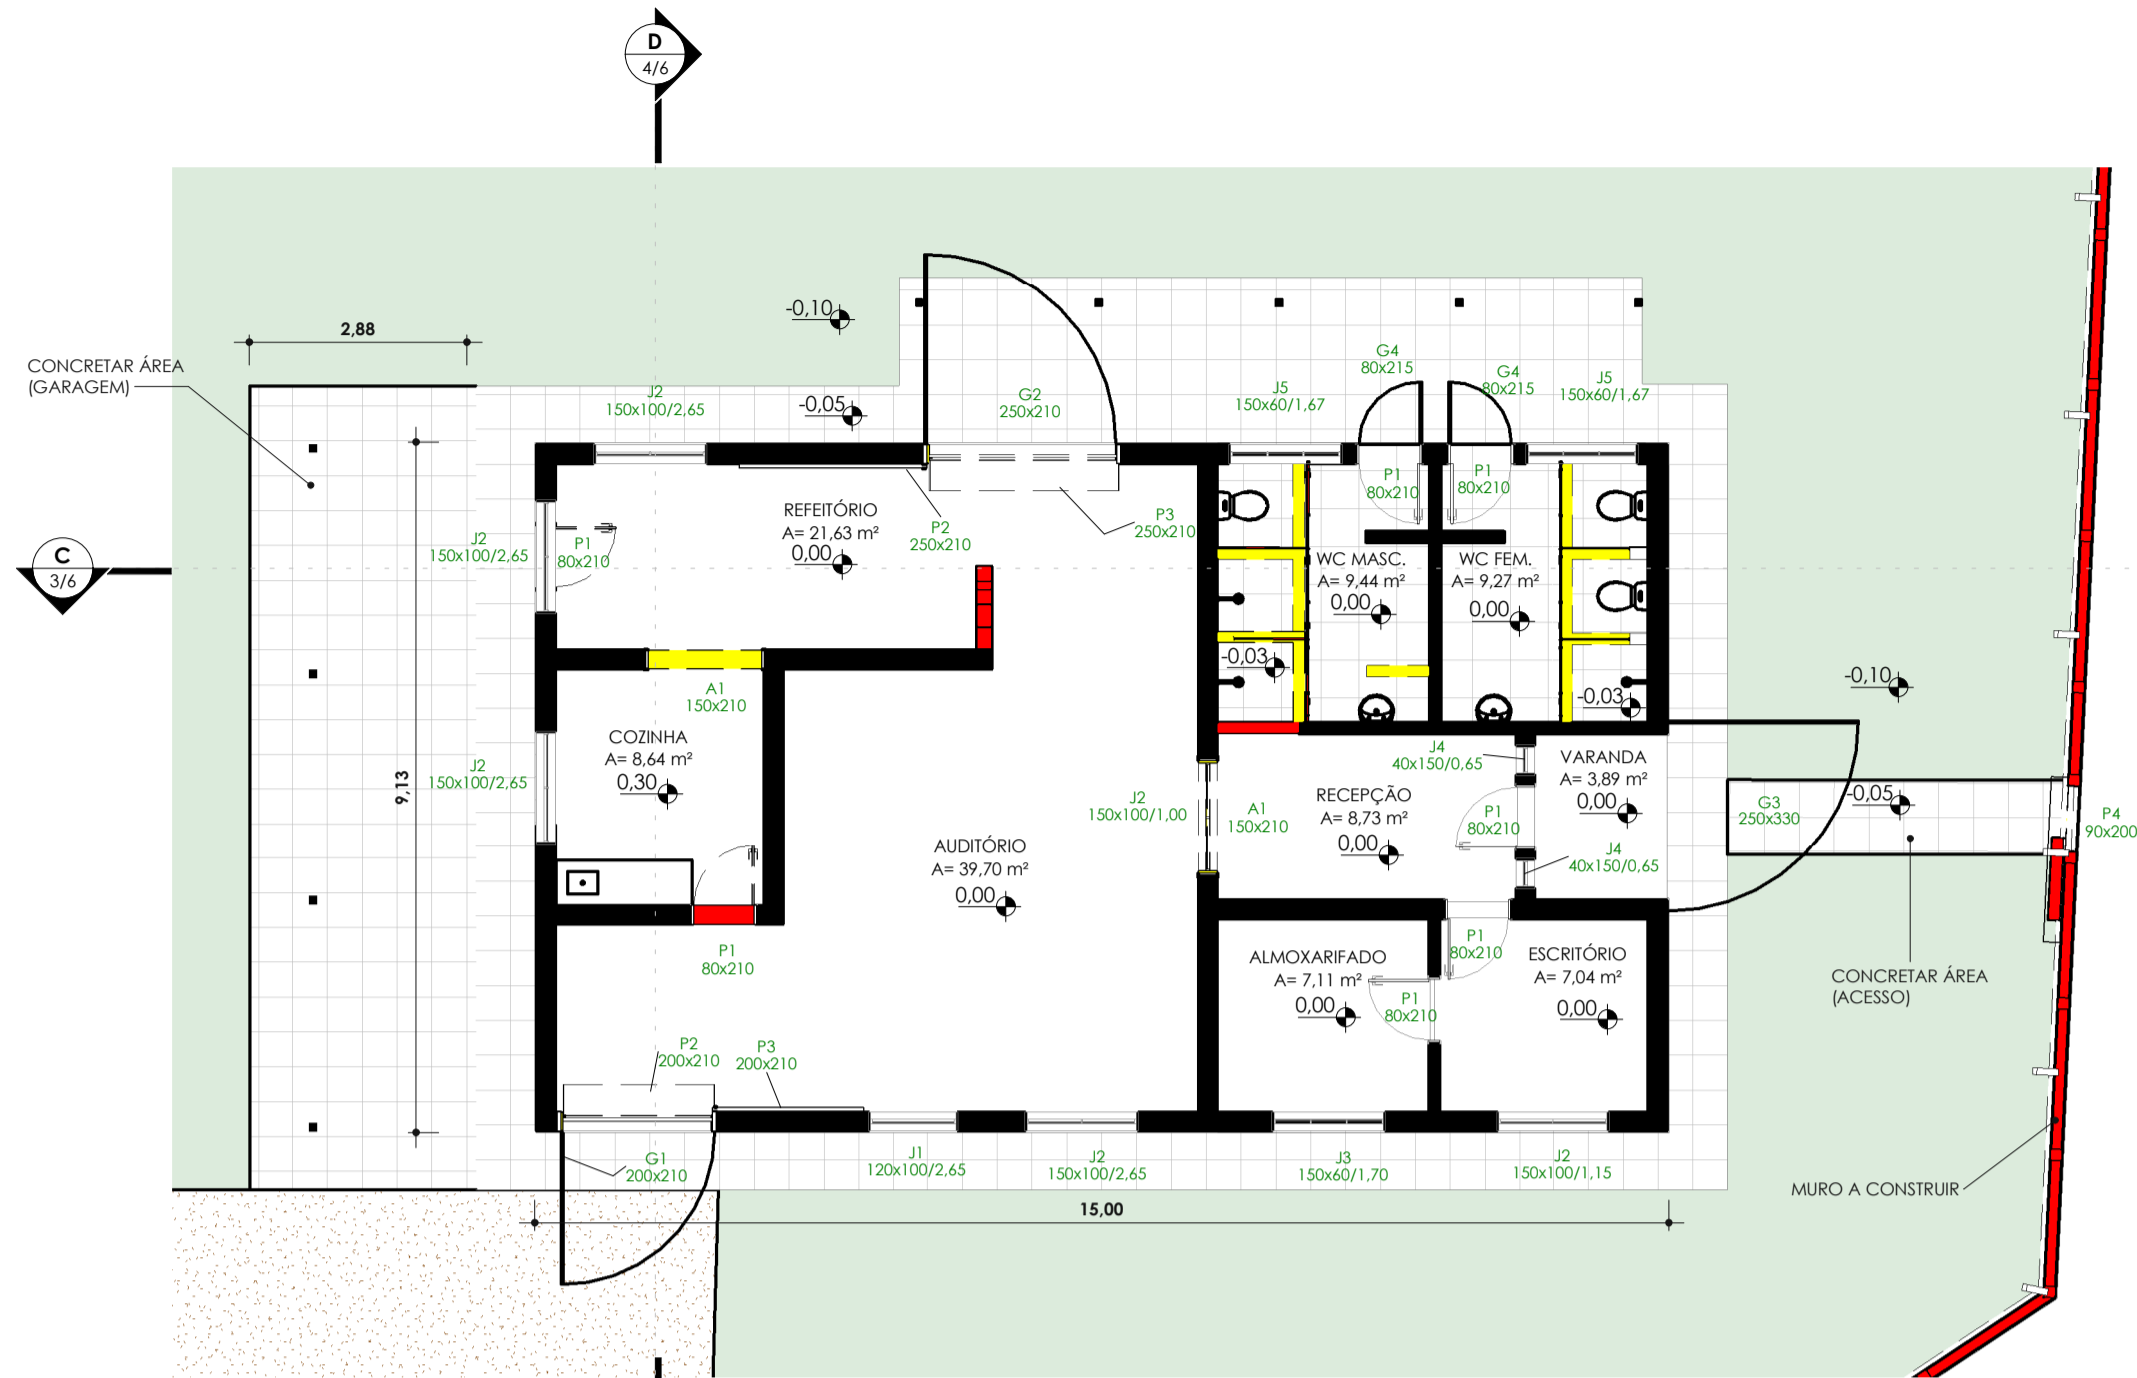 D
4/6
2,88
CONCRETAR ÁREA
(GARAGEM)
-0,10
J2
150x100/2,65
-0,05
G2
250x210
J5
150x60/1,67
G4
80x215
G4
80x215
J5
150x60/1,67
C
3/6
J2
150x100/2,65
P1
80x210
REFEITÓRIO
A= 21,63 m²
0,00
P2
250x210
P3
250x210
P1
80x210
P1
80x210
WC MASC.
A= 9,44 m²
0,00
WC FEM.
A= 9,27 m²
0,00
-0,03
-0,03
-0,10
A1
150x210
COZINHA
A= 8,64 m²
0,30
J2
150x100/2,65
9,13
J4
40x150/0,65
VARANDA
A= 3,89 m²
0,00
J2
150x100/1,00
A1
150x210
RECEPÇÃO
A= 8,73 m²
0,00
P1
80x210
G3
250x330
-0,05
P4
90x200
J4
40x150/0,65
AUDITÓRIO
A= 39,70 m²
0,00
P1
80x210
ALMOXARIFADO
A= 7,11 m²
0,00
P1
80x210
P1
80x210
ESCRITÓRIO
A= 7,04 m²
0,00
CONCRETAR ÁREA
(ACESSO)
P2
200x210
P3
200x210
G1
200x210
J1
120x100/2,65
J2
150x100/2,65
J3
150x60/1,70
J2
150x100/1,15
MURO A CONSTRUIR
15,00